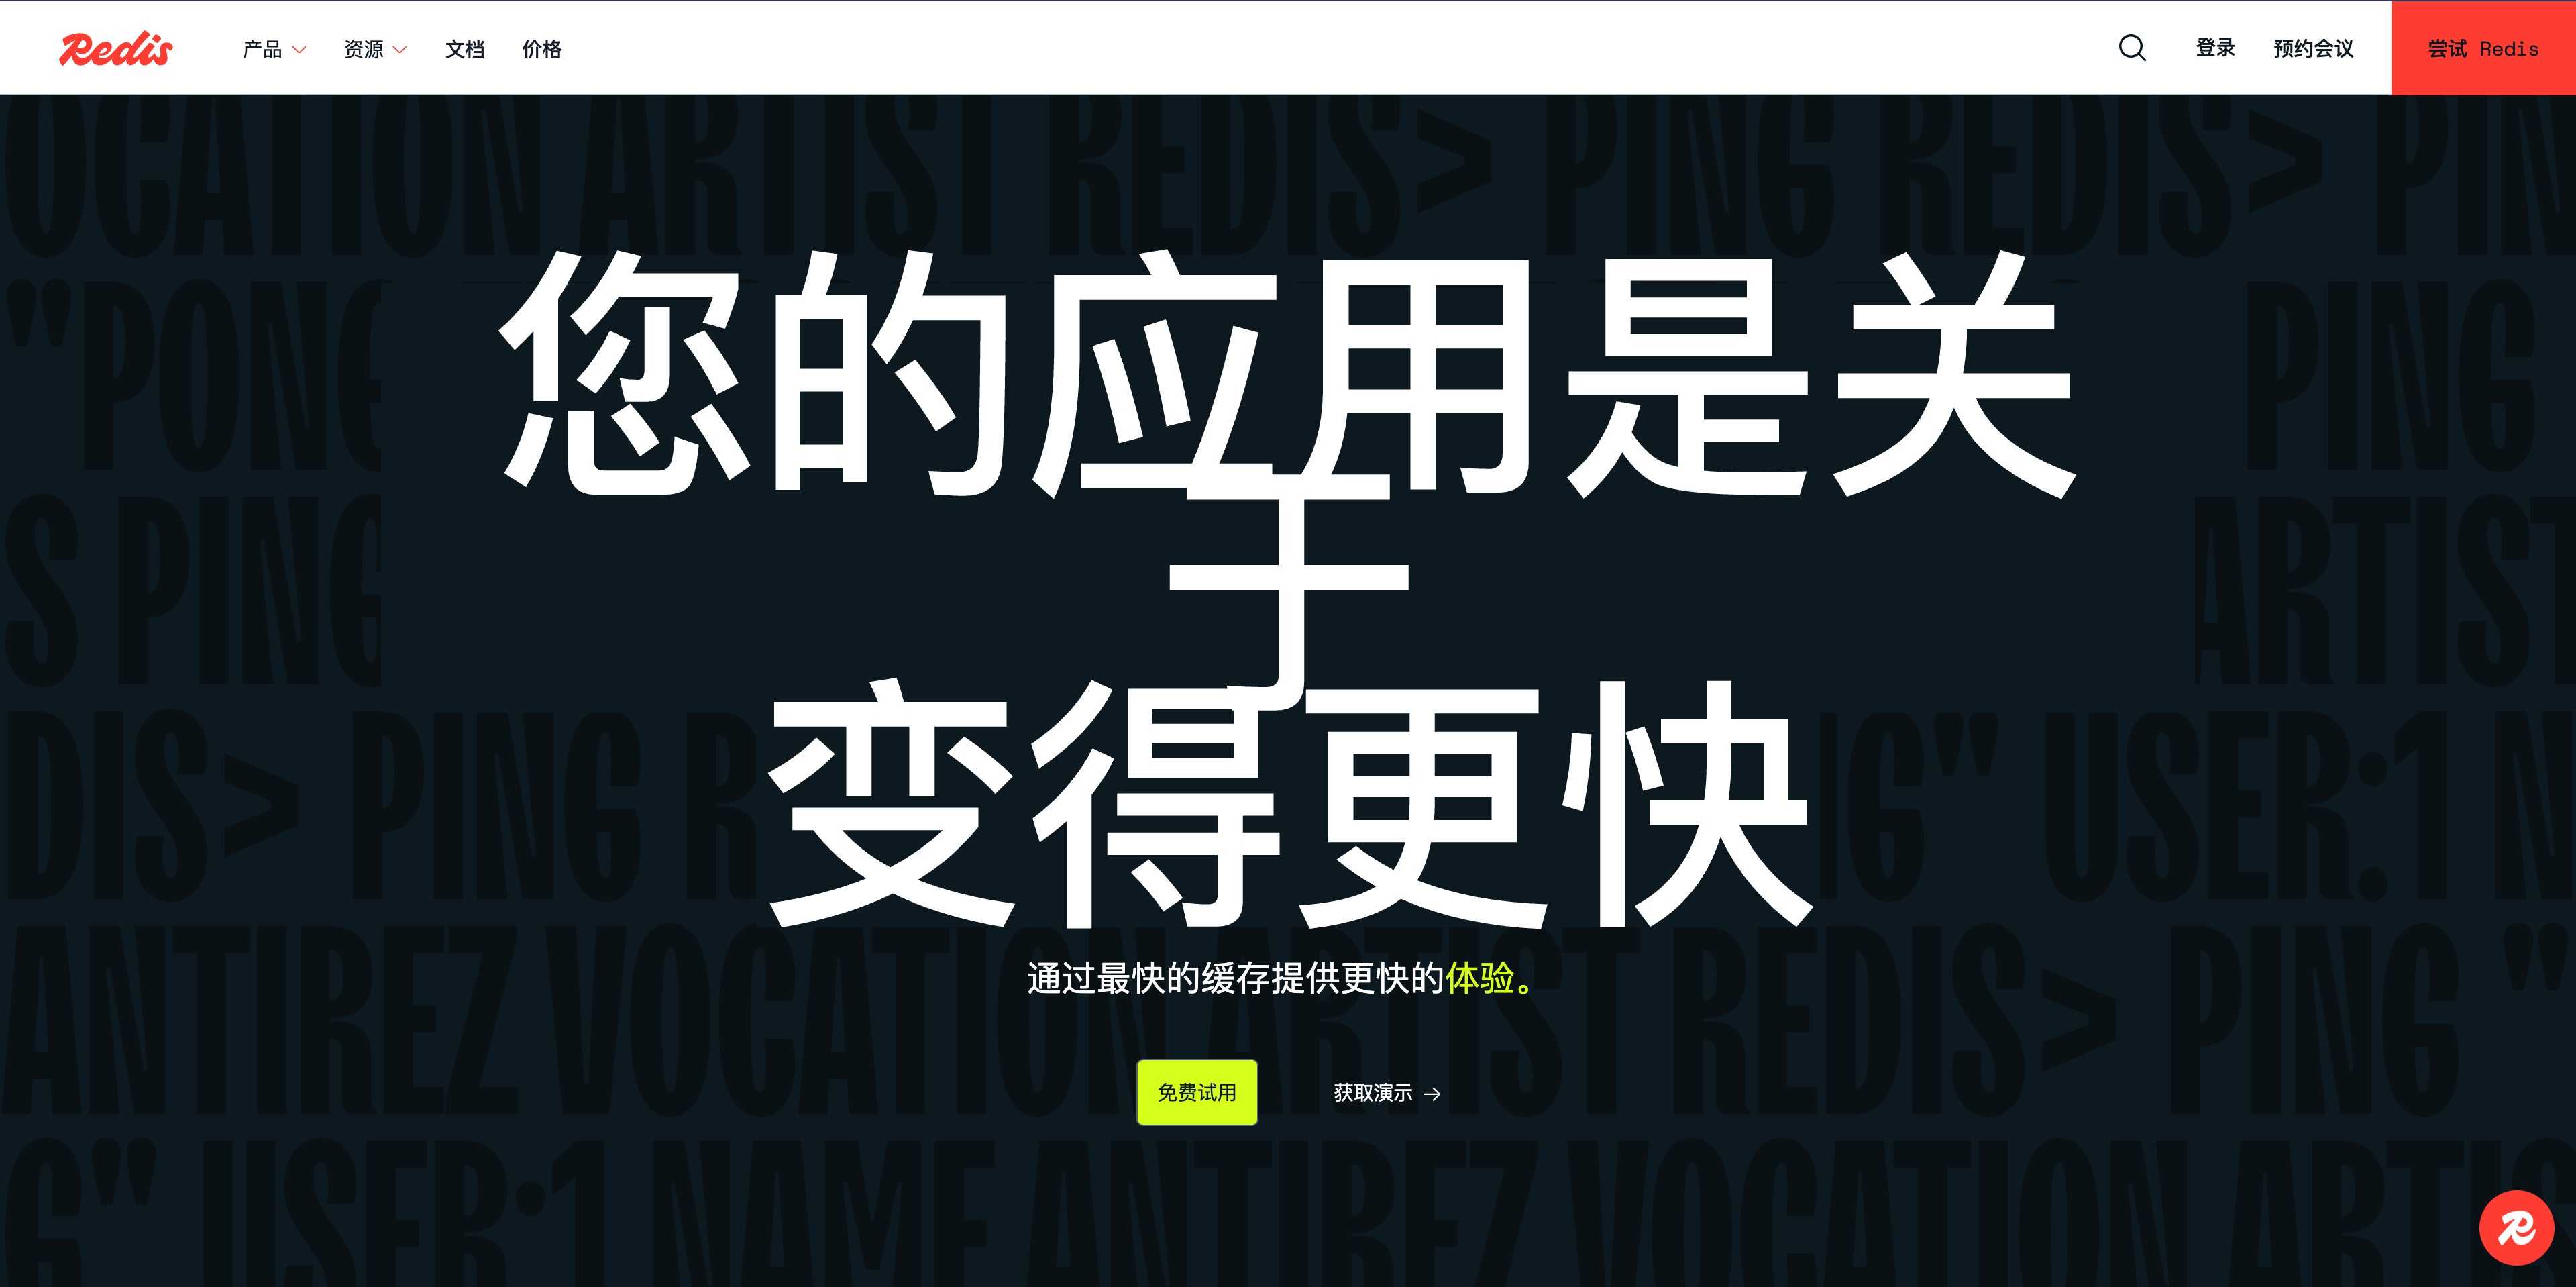 Redis 产品 资源 文档 价格 登录 预约会议 尝试 Redis
OCATION ARTIST REDIS> PING REDIS> PIN
您的应用是关
"PONG PING
于
S PING ARTIST
变得更快
DIS> PING R NG" USER:1 N
ANTIREZ VOCATION ARTIST REDIS> PING "
通过最快的缓存提供更快的体验。
免费试用 获取演示 →
G" USER:1 NAME ANTIREZ VOCATION ARTIS